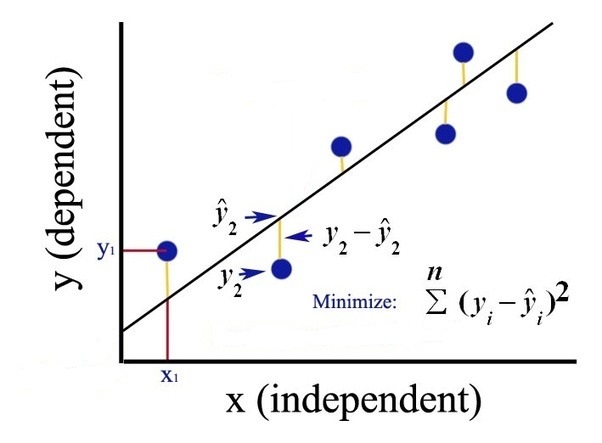 y (dependent)
ŷ₂
y₂ − ŷ₂
y₁
y₂
n
Minimize: Σ (yᵢ − ŷᵢ)²
x₁
x (independent)